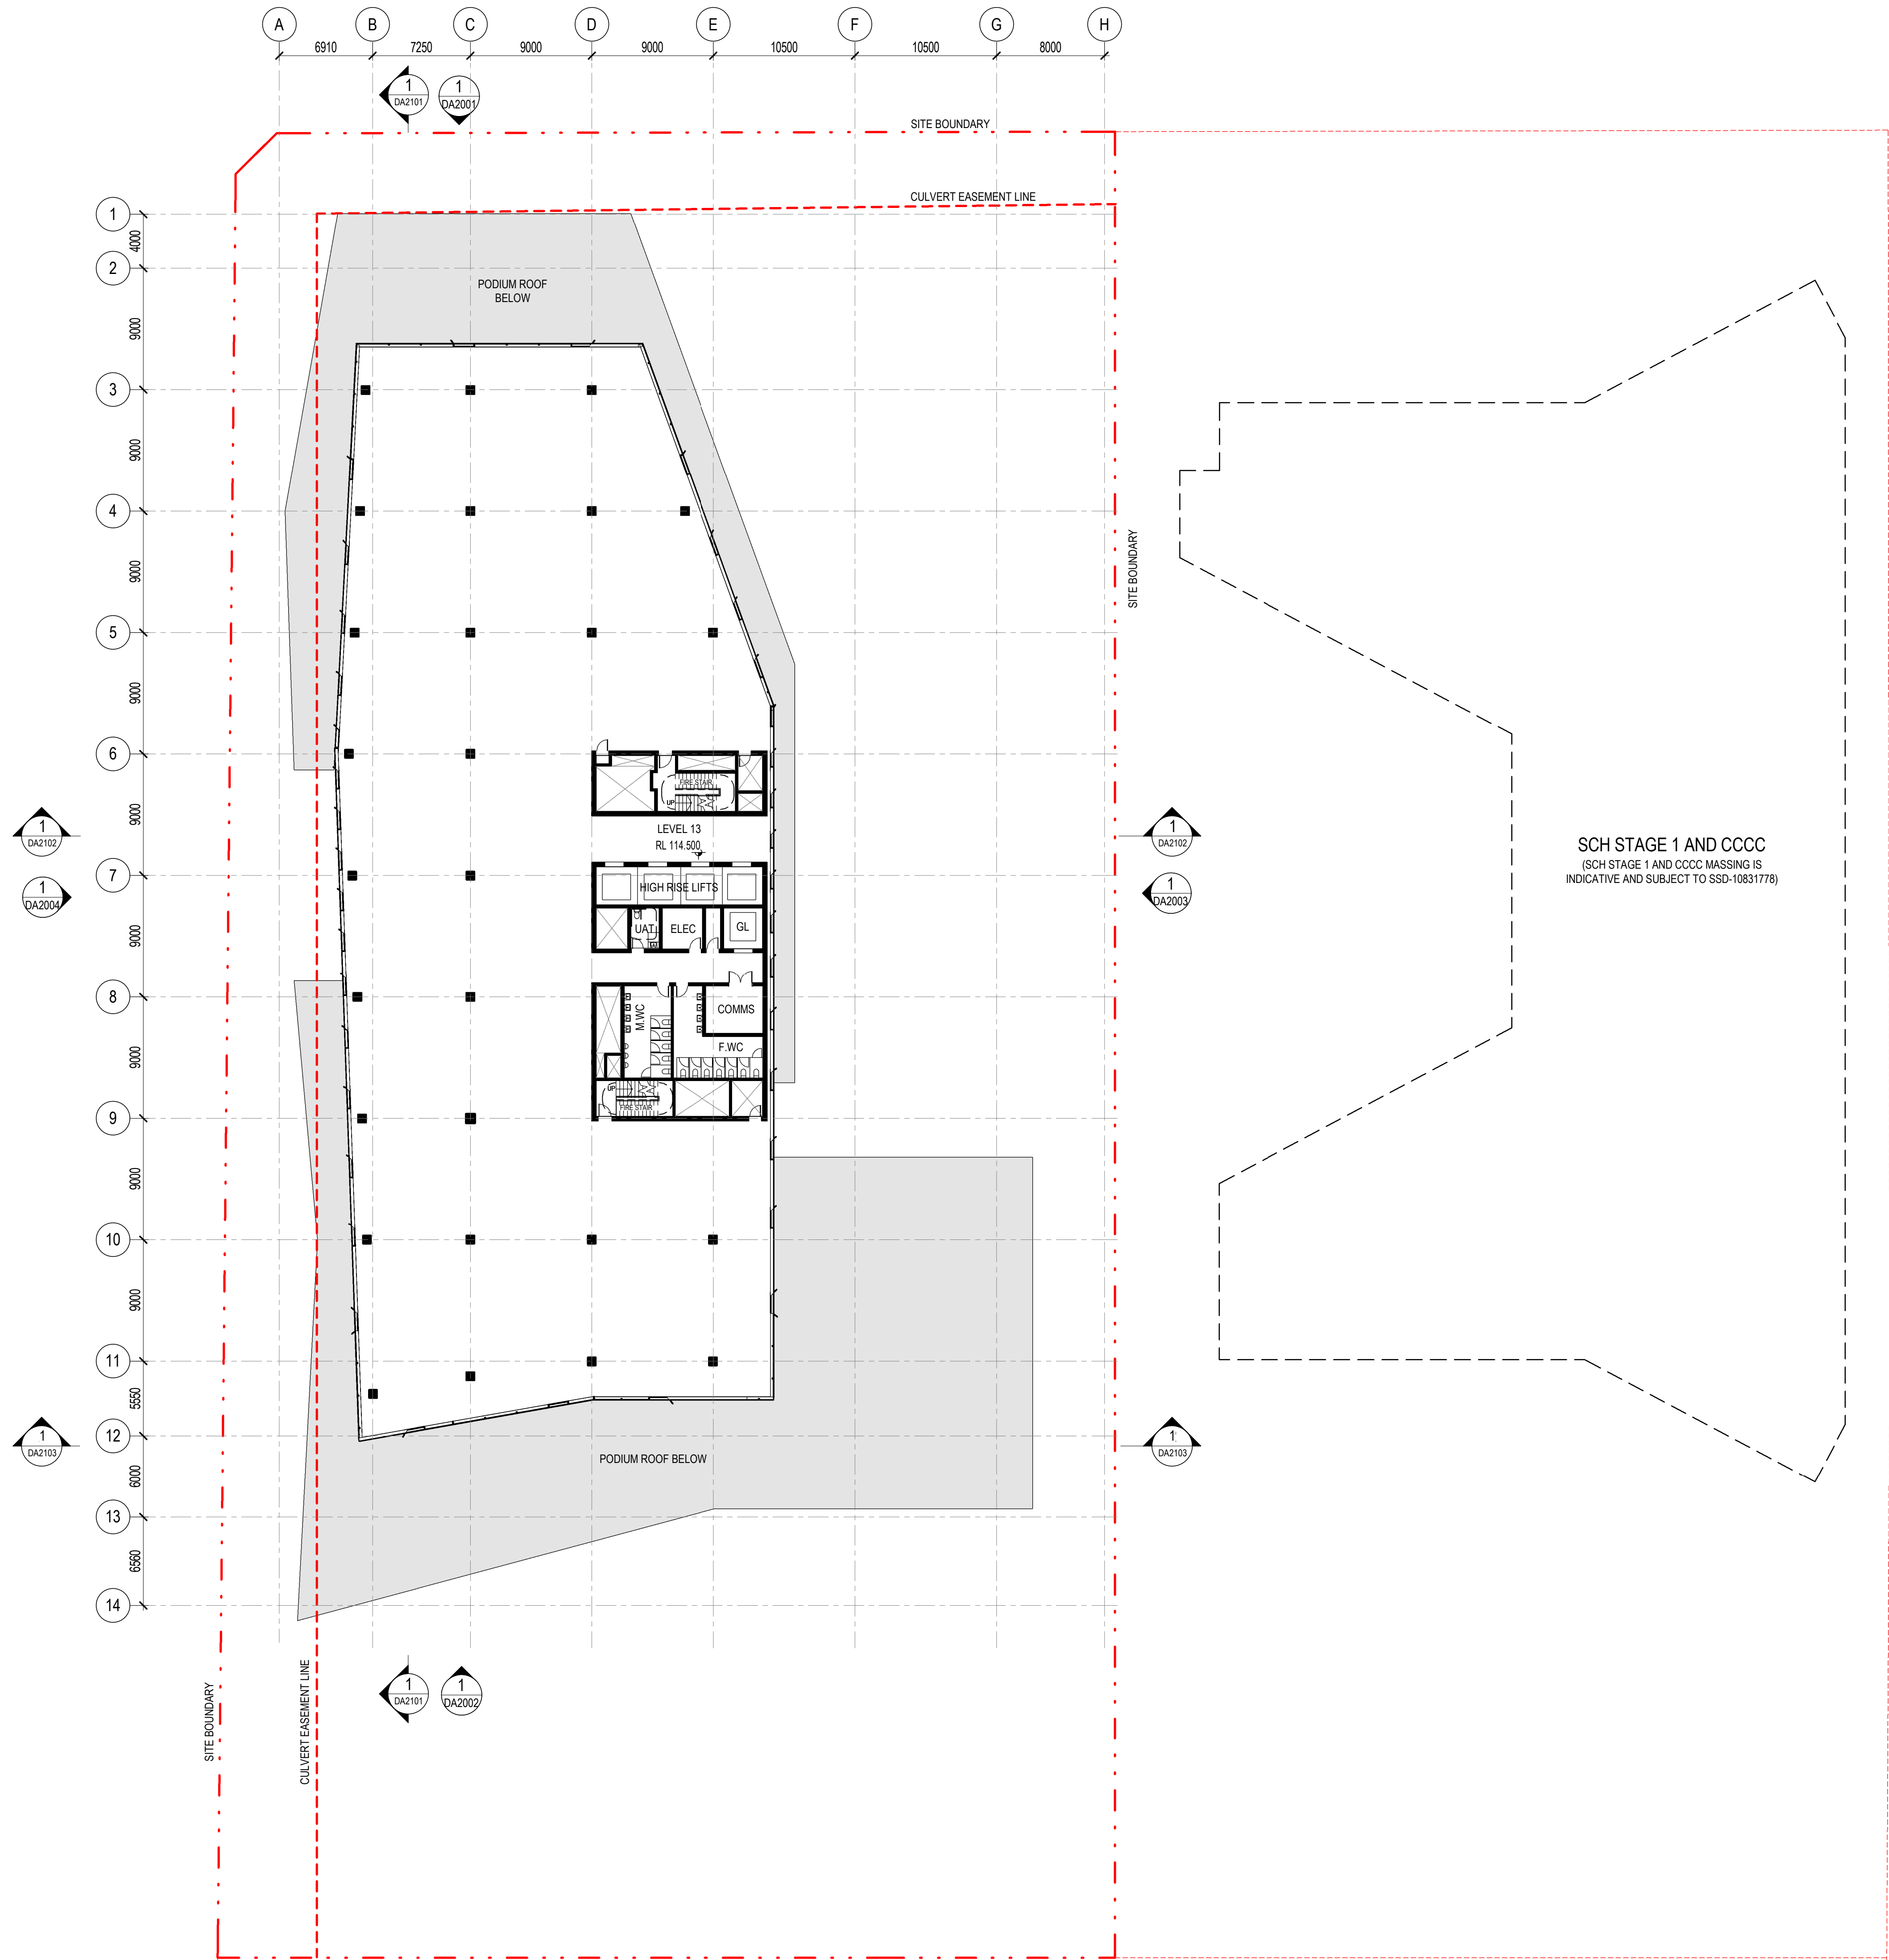 A
B
C
D
E
F
G
H
6910
7250
9000
9000
10500
10500
8000
1
DA2101
1
DA2001
SITE BOUNDARY
CULVERT EASEMENT LINE
1
4000
2
9000
3
9000
4
9000
5
9000
6
9000
7
9000
8
9000
9
9000
10
9000
11
5550
12
6000
13
6560
14
PODIUM ROOF
BELOW
SITE BOUNDARY
FIRE STAIR
UP
LEVEL 13
RL 114.500
HIGH RISE LIFTS
UAT
ELEC
GL
M.WC
COMMS
F.WC
UP
FIRE STAIR
1
DA2102
1
DA2004
1
DA2102
1
DA2003
SCH STAGE 1 AND CCCC
(SCH STAGE 1 AND CCCC MASSING IS
INDICATIVE AND SUBJECT TO SSD-10831778)
1
DA2103
1
DA2103
PODIUM ROOF BELOW
SITE BOUNDARY
CULVERT EASEMENT LINE
1
DA2101
1
DA2002